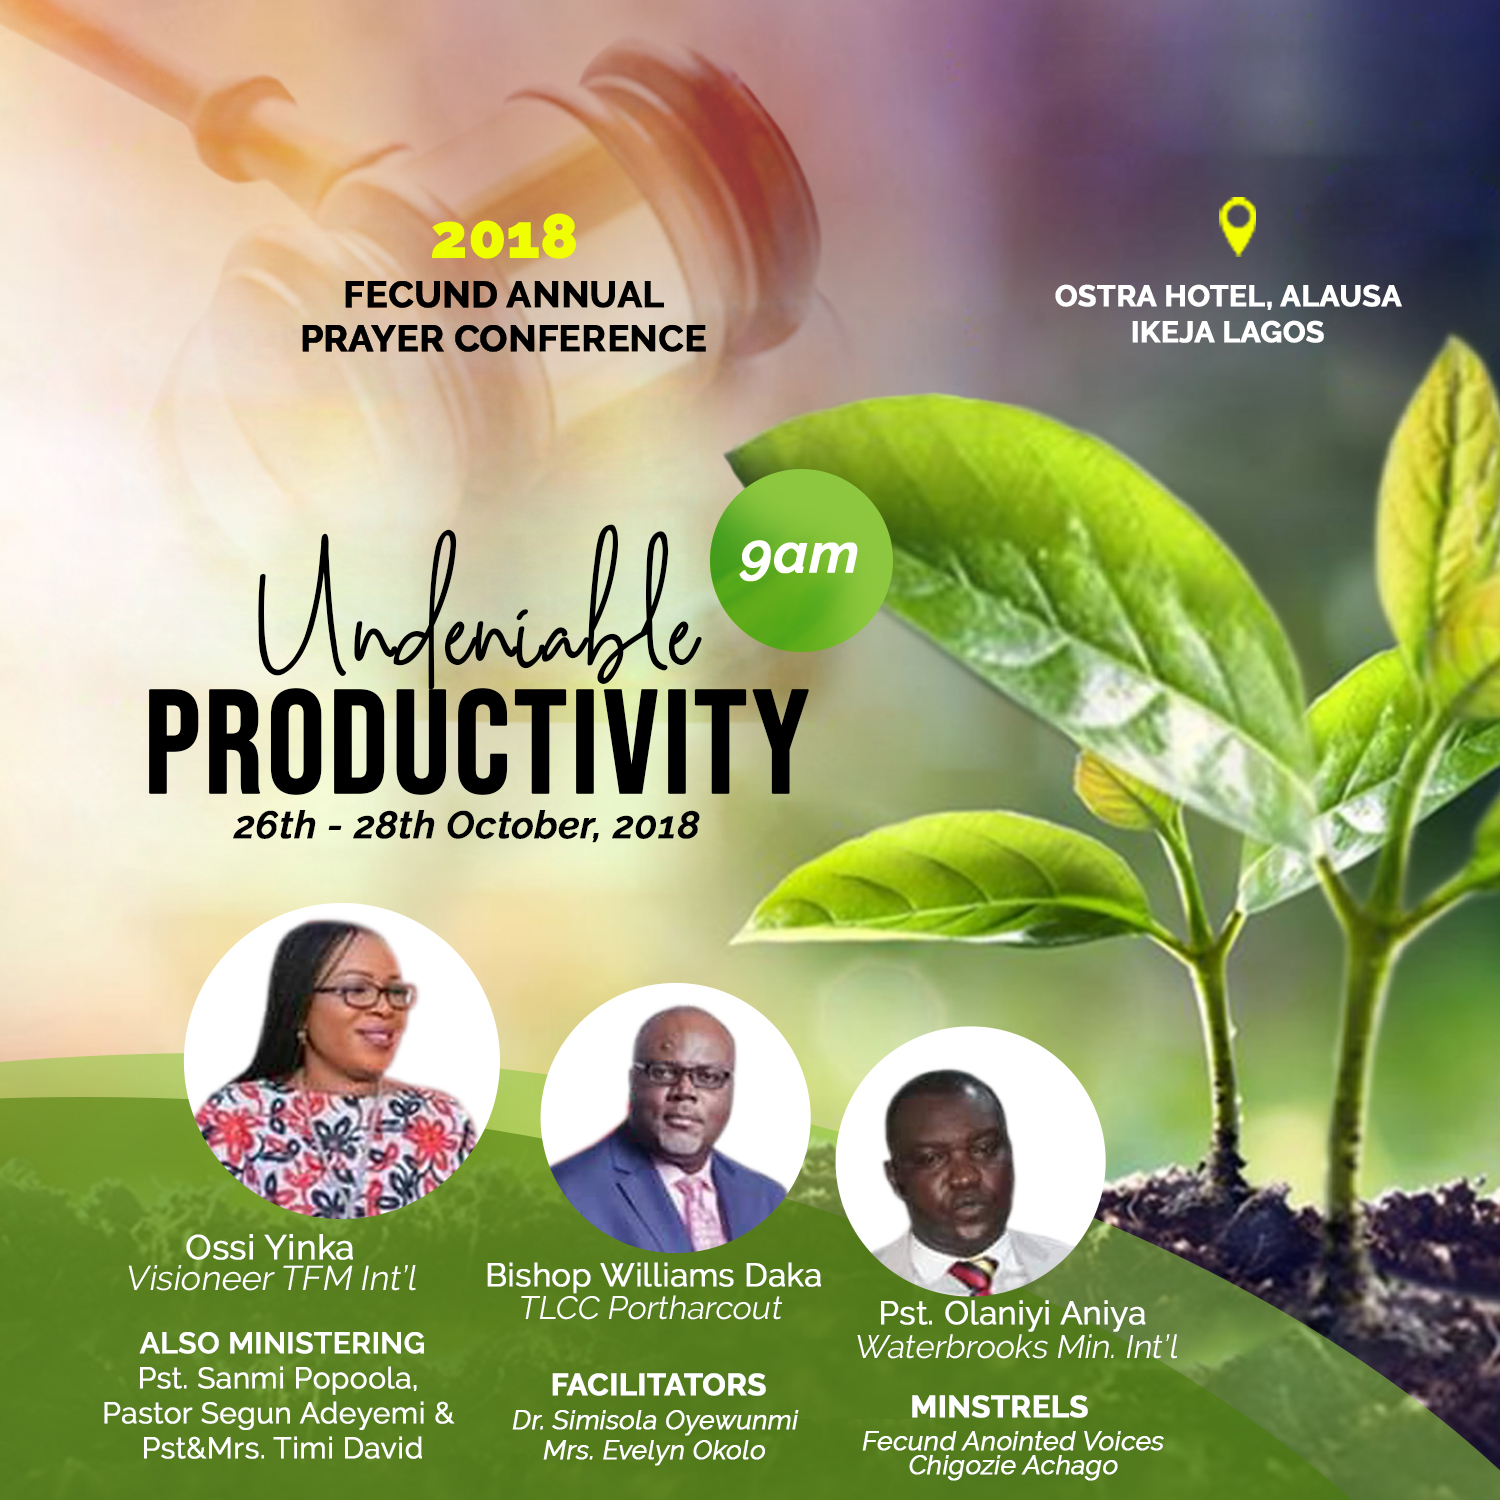 2018
FECUND ANNUAL
PRAYER CONFERENCE
OSTRA HOTEL, ALAUSA
IKEJA LAGOS
9am
Undeniable
PRODUCTIVITY
26th - 28th October, 2018
Ossi Yinka
Visioneer TFM Int'l
ALSO MINISTERING
Pst. Sanmi Popoola,
Pastor Segun Adeyemi &
Pst&Mrs. Timi David
Bishop Williams Daka
TLCC Portharcout
FACILITATORS
Dr. Simisola Oyewunmi
Mrs. Evelyn Okolo
Pst. Olaniyi Aniya
Waterbrooks Min. Int'l
MINSTRELS
Fecund Anointed Voices
Chigozie Achago